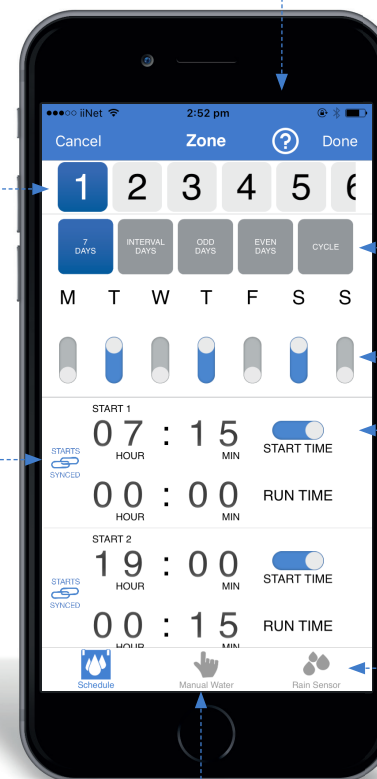 iiNet 2:52 pm
Cancel Zone ? Done
1 2 3 4 5 6
7 DAYS INTERVAL DAYS ODD DAYS EVEN DAYS CYCLE
M T W T F S S
START 1
07 : 15
HOUR MIN START TIME
STARTS SYNCED
00 : 00 RUN TIME
HOUR MIN
START 2
19 : 00
HOUR MIN START TIME
STARTS SYNCED
00 : 15 RUN TIME
HOUR MIN
Schedule Manual Water Rain Sensor